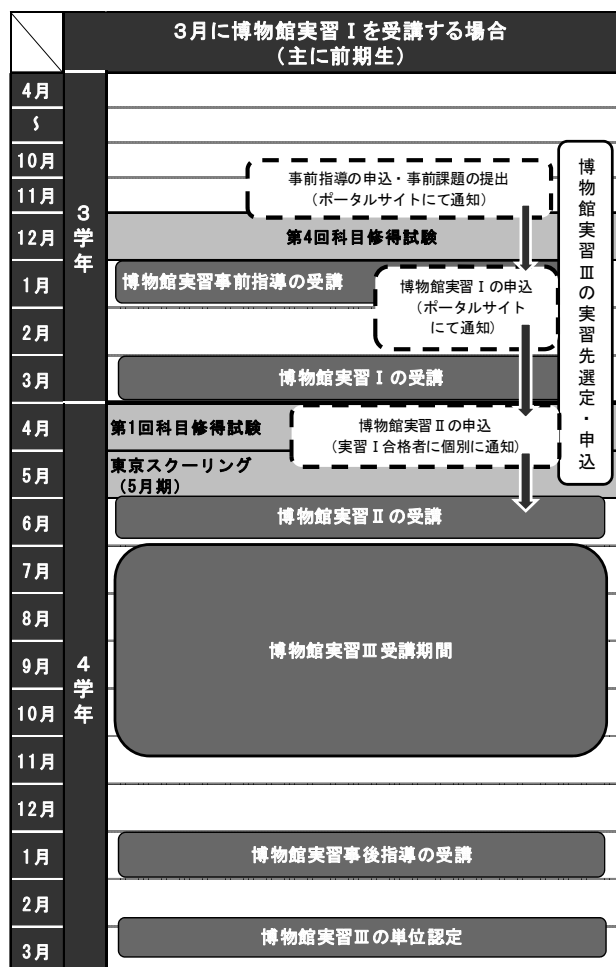 3月に博物館実習Ⅰを受講する場合
(主に前期生)
4月
〜
10月
11月
12月
1月
2月
3月
4月
5月
6月
7月
8月
9月
10月
11月
12月
1月
2月
3月
3学年
4学年
事前指導の申込・事前課題の提出
(ポータルサイトにて通知)
第4回科目修得試験
博物館実習事前指導の受講
博物館実習Ⅰの申込
(ポータルサイト
にて通知)
博物館実習Ⅰの受講
第1回科目修得試験
博物館実習Ⅱの申込
(実習Ⅰ合格者に個別に通知)
東京スクーリング
(5月期)
博物館実習Ⅱの受講
博物館実習Ⅲの実習先選定・申込
博物館実習Ⅲ受講期間
博物館実習事後指導の受講
博物館実習Ⅲの単位認定